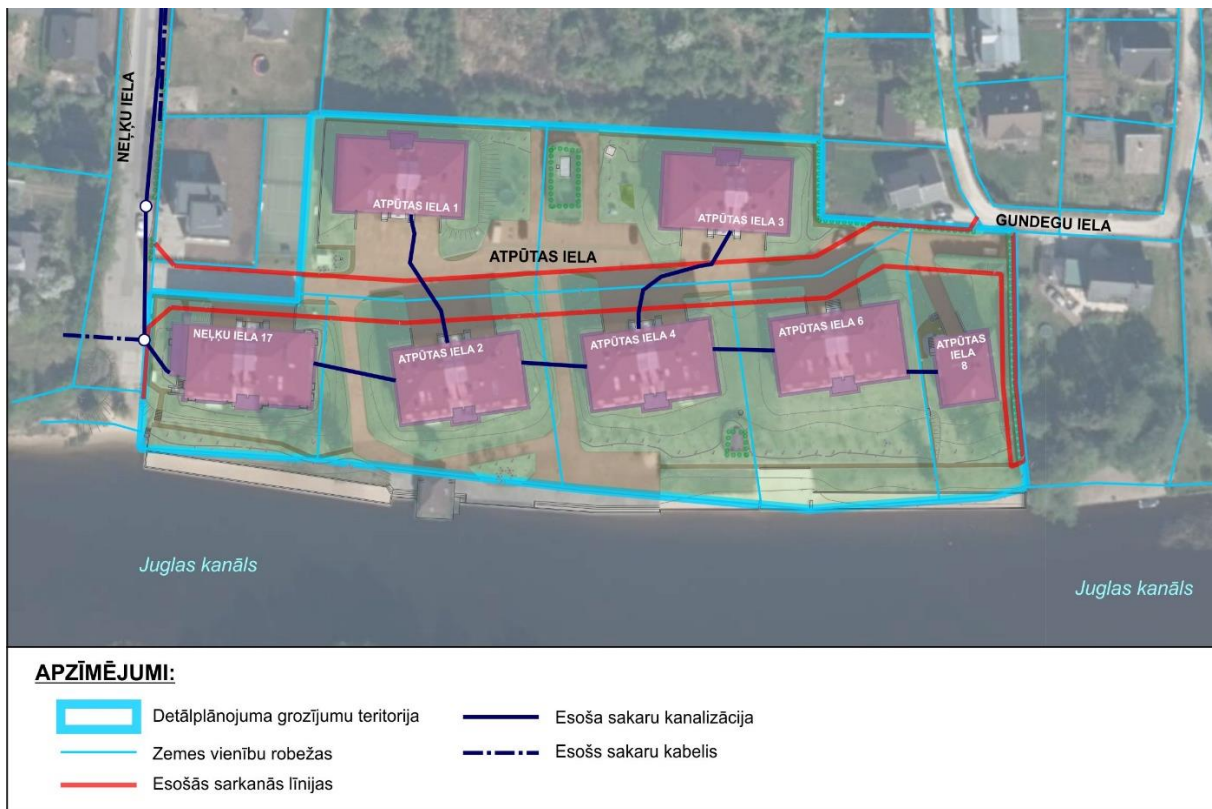 NEĻĶU IELA
ATPŪTAS IELA 1
ATPŪTAS IELA 3
GUNDEGU IELA
ATPŪTAS IELA
NEĻĶU IELA 17
ATPŪTAS IELA 2
ATPŪTAS IELA 4
ATPŪTAS IELA 6
ATPŪTAS
IELA
8
Juglas kanāls
Juglas kanāls
APZĪMĒJUMI:
Detālplānojuma grozījumu teritorija
Zemes vienību robežas
Esošās sarkanās līnijas
Esoša sakaru kanalizācija
Esošs sakaru kabelis